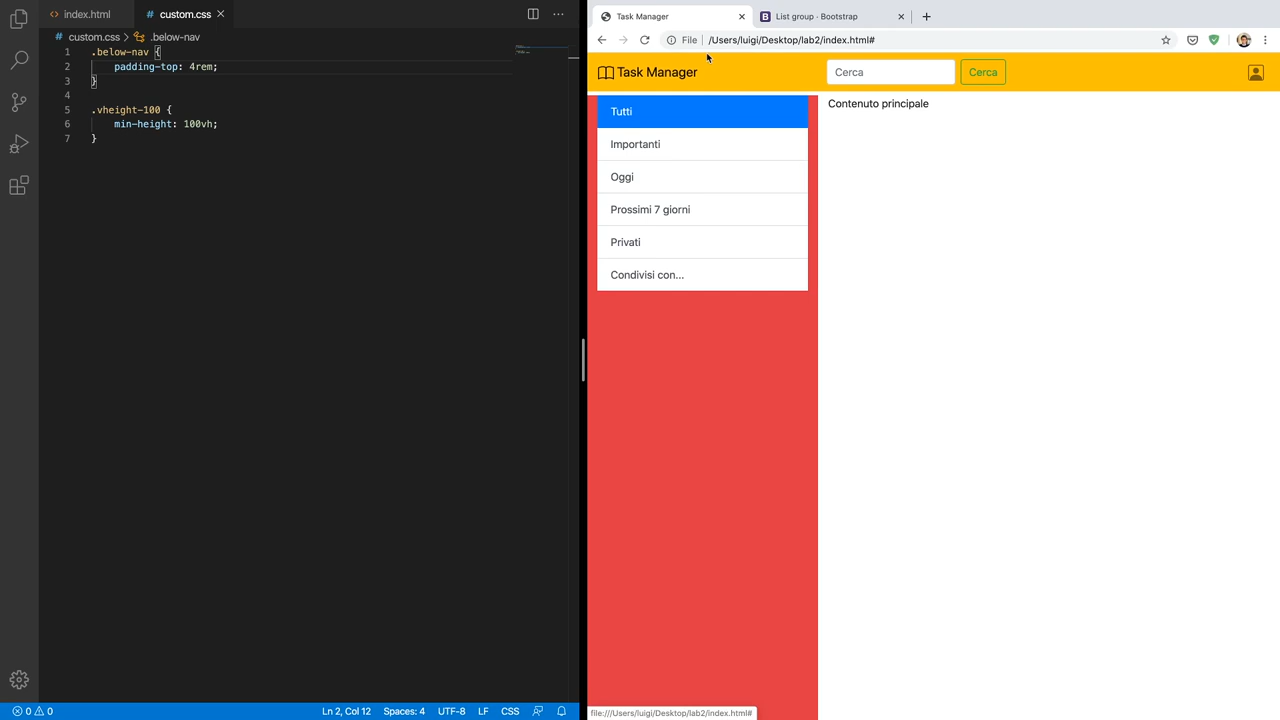 index.html
custom.css
custom.css > .below-nav
1 .below-nav {
2 padding-top: 4rem;
3 }
4
5 .vheight-100 {
6 min-height: 100vh;
7 }
0 0
Ln 2, Col 12
Spaces: 4
UTF-8
LF
CSS
Task Manager
List group · Bootstrap
File
/Users/luigi/Desktop/lab2/index.html#
Task Manager
Cerca
Cerca
Tutti
Importanti
Oggi
Prossimi 7 giorni
Privati
Condivisi con...
Contenuto principale
file:///Users/luigi/Desktop/lab2/index.html#